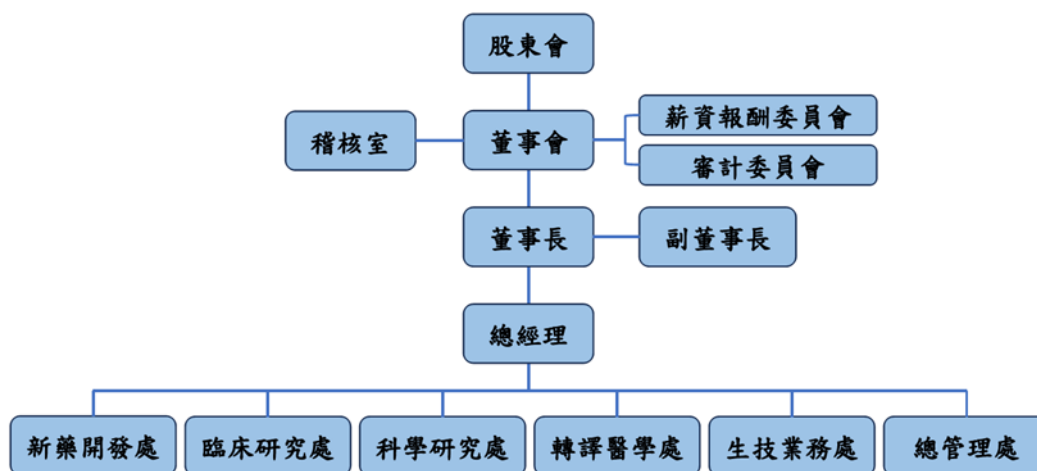 股東會
稽核室
董事會
薪資報酬委員會
審計委員會
董事長
副董事長
總經理
新藥開發處
臨床研究處
科學研究處
轉譯醫學處
生技業務處
總管理處